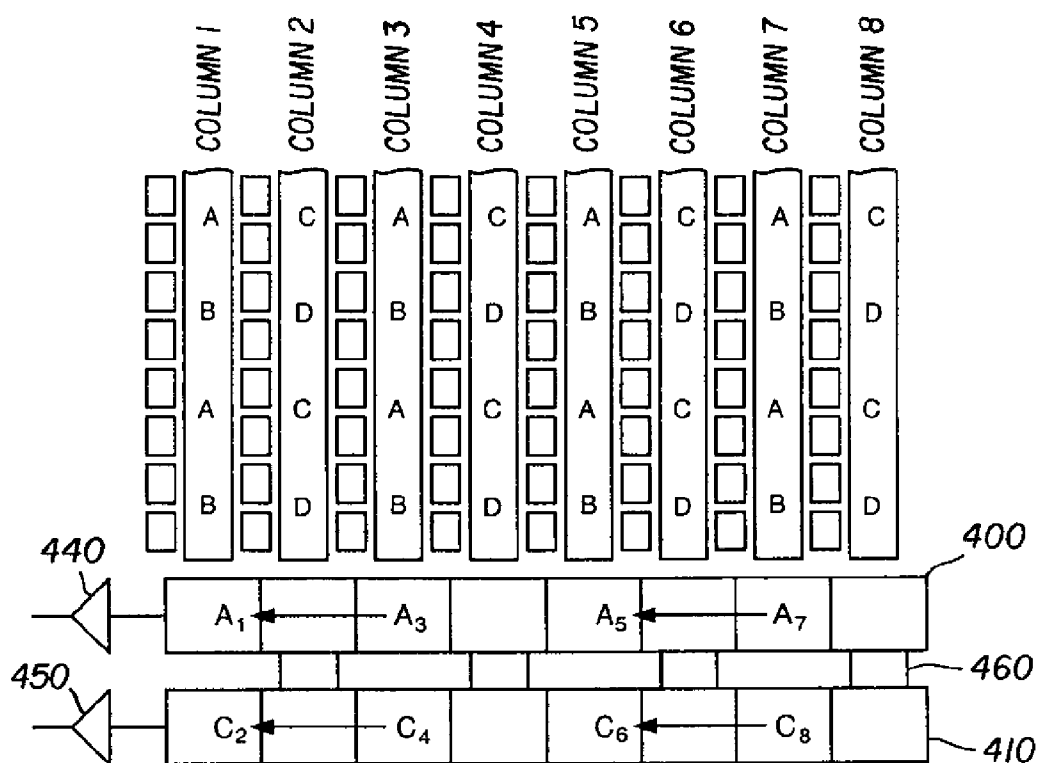 COLUMN 1 COLUMN 2 COLUMN 3 COLUMN 4 COLUMN 5 COLUMN 6 COLUMN 7 COLUMN 8
A C A C A C A C
B D B D B D B D
A C A C A C A C
B D B D B D B D
440 400
A₁ A₃ A₅ A₇
450 460
C₂ C₄ C₆ C₈
410